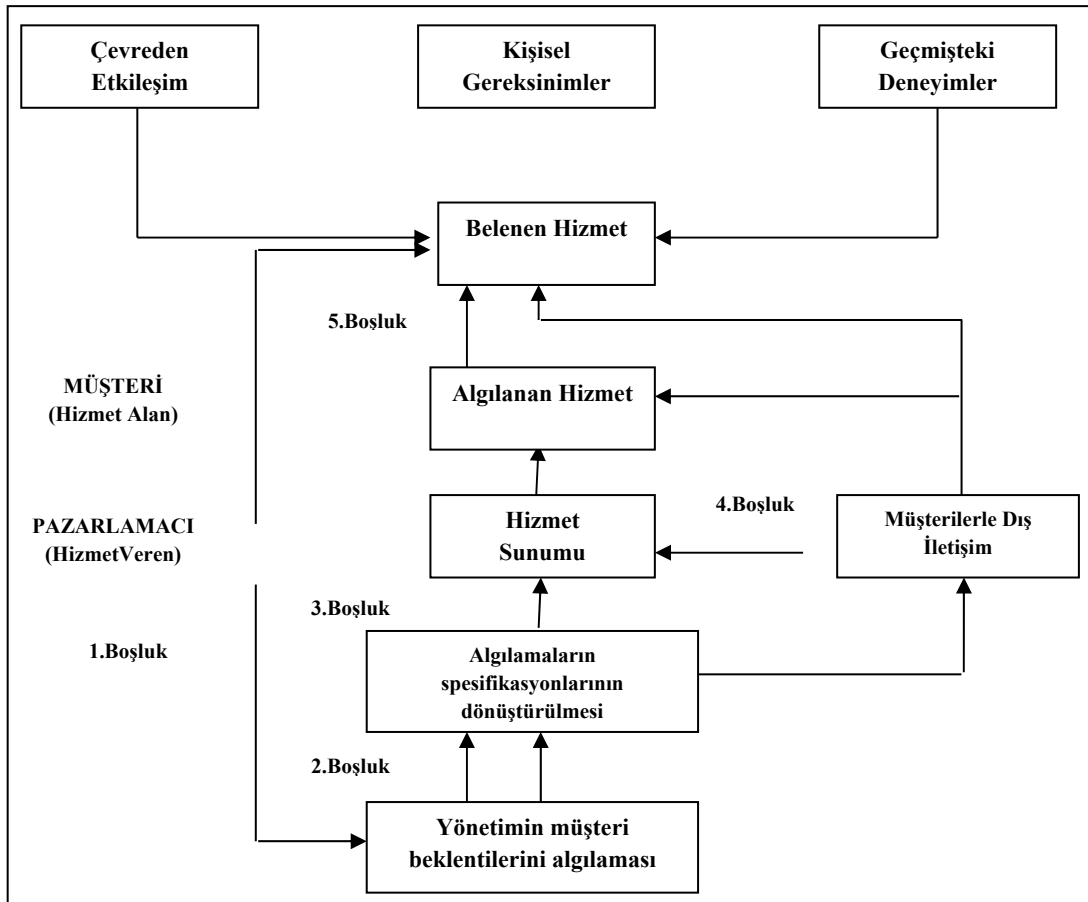 Çevreden
Etkileşim
Kişisel
Gereksinimler
Geçmişteki
Deneyimler
Belenen Hizmet
5.Boşluk
MÜŞTERİ
(Hizmet Alan)
Algılanan Hizmet
PAZARLAMACI
(HizmetVeren)
Hizmet
Sunumu
4.Boşluk
Müşterilerle Dış
İletişim
3.Boşluk
1.Boşluk
Algılamaların
spesifikasyonlarının
dönüştürülmesi
2.Boşluk
Yönetimin müşteri
beklentilerini algılaması